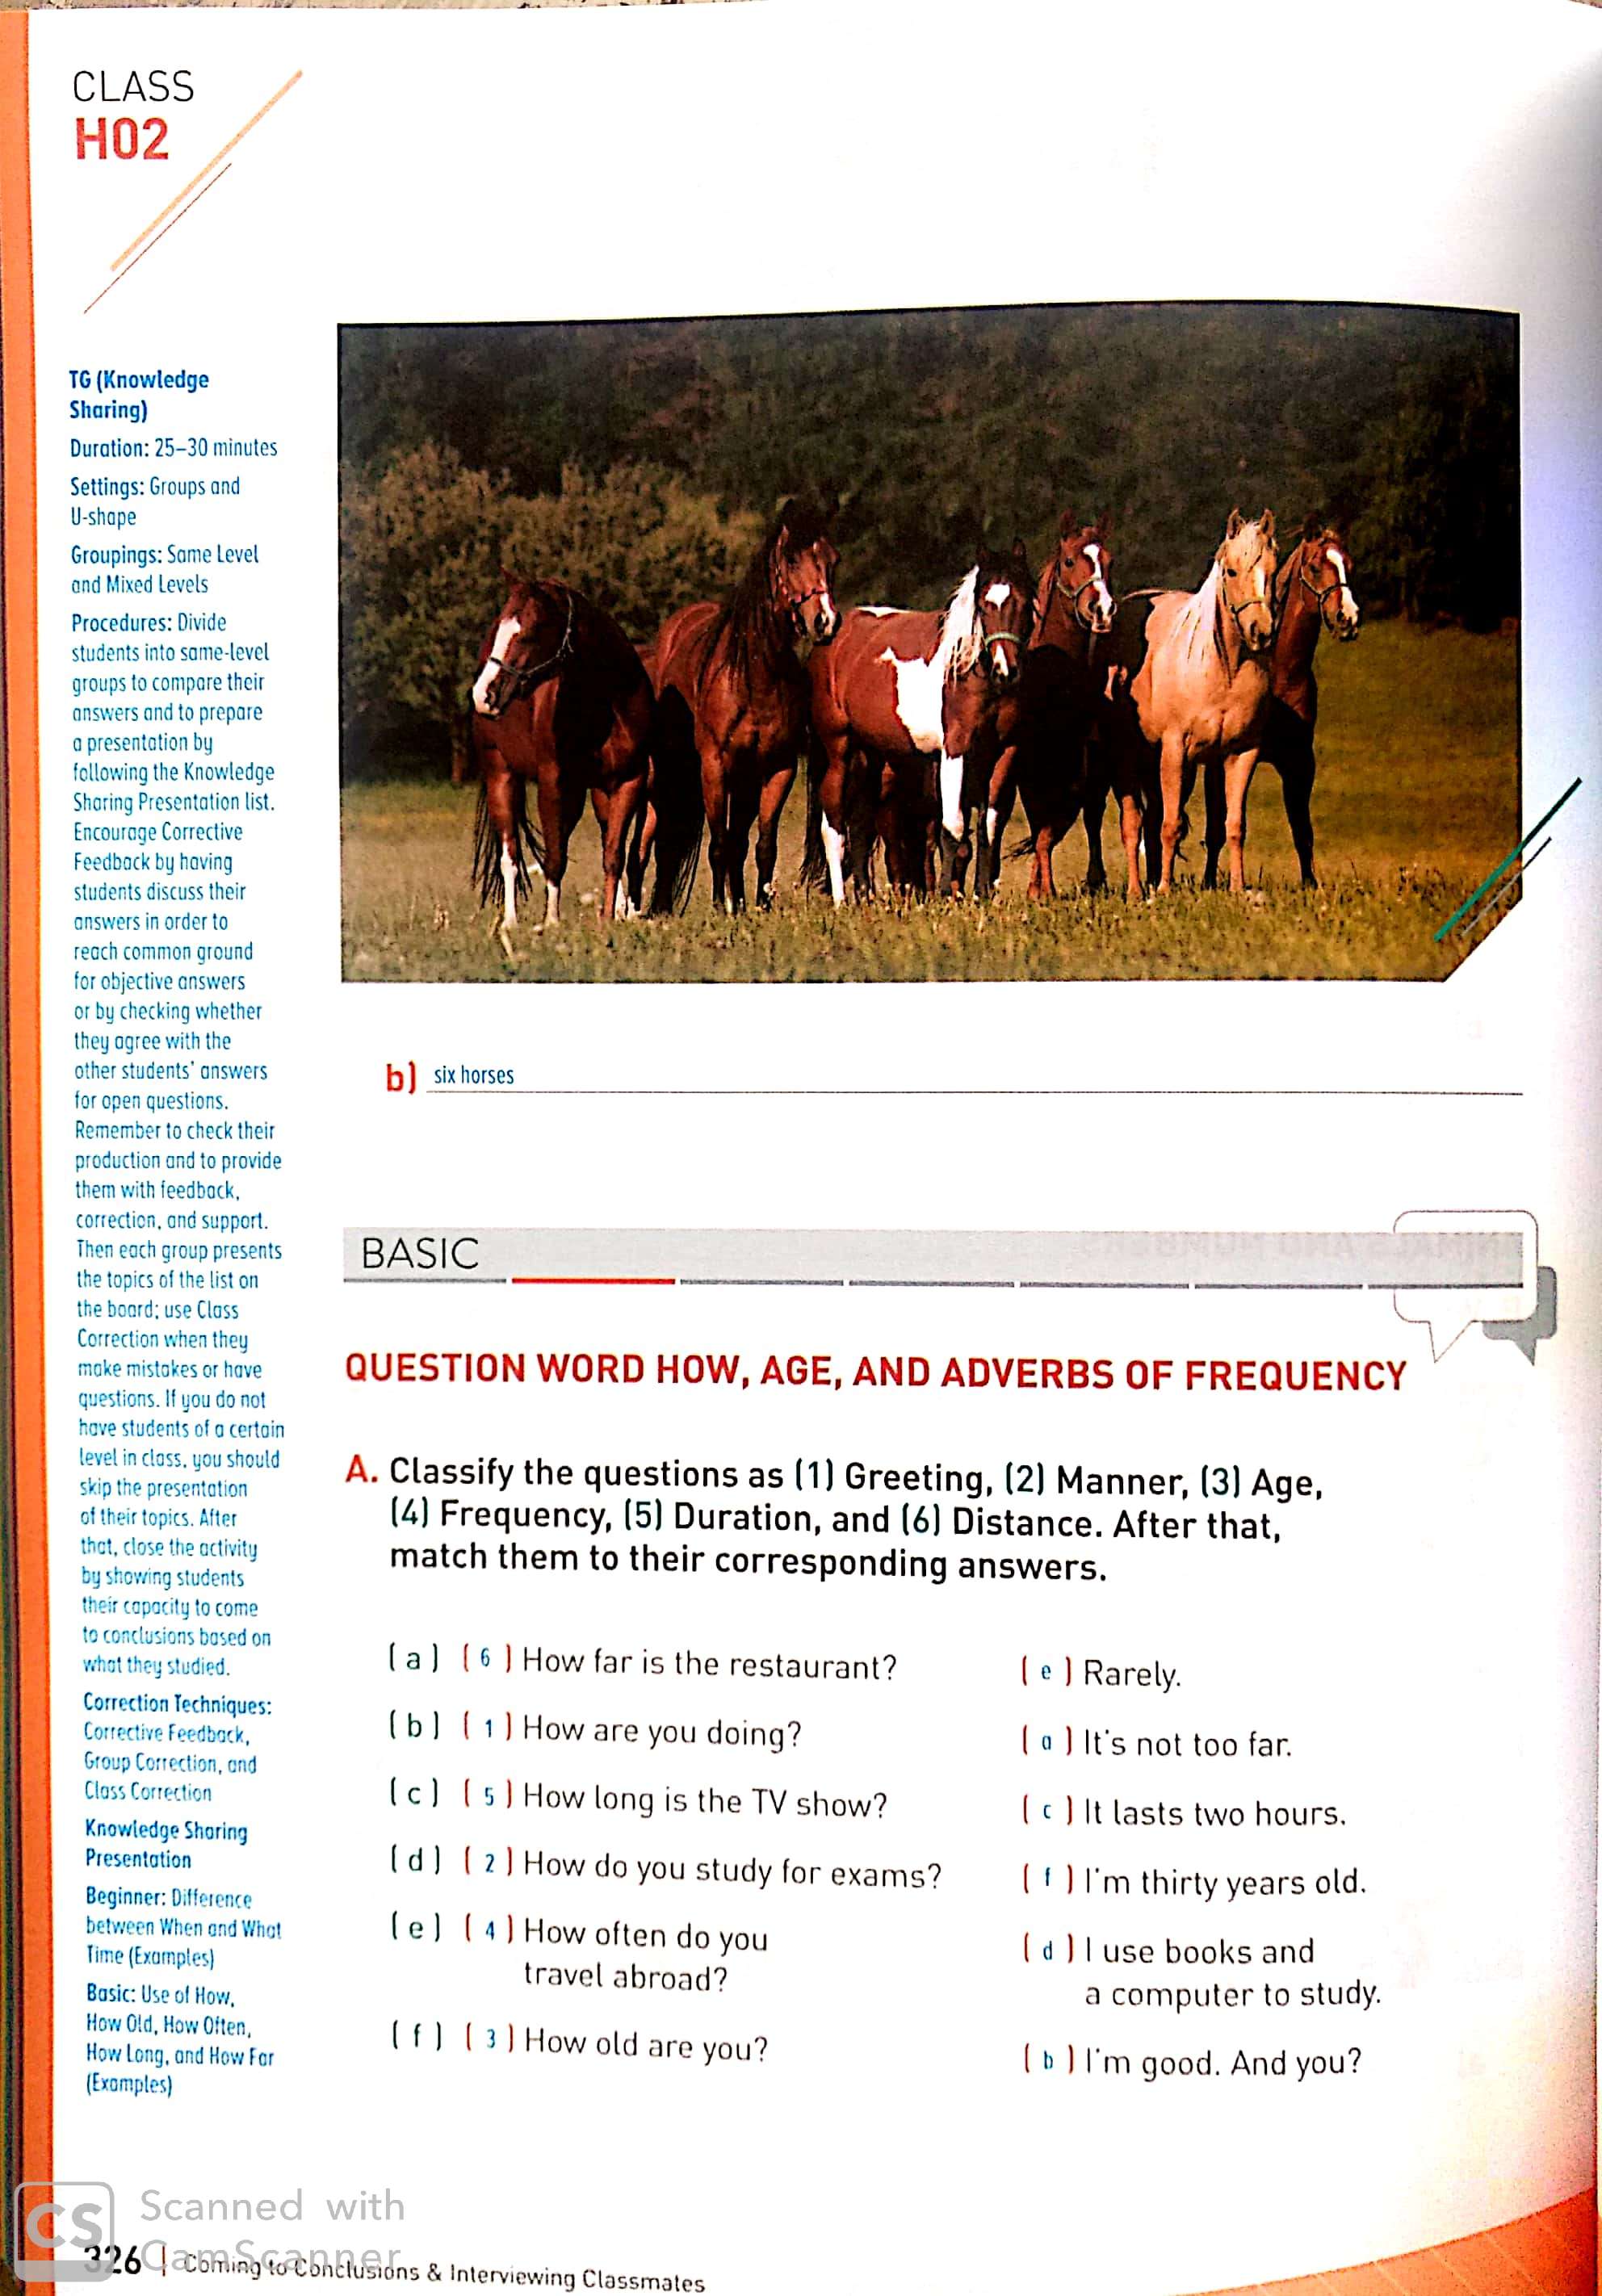 CLASS
H02
TG (Knowledge
Sharing)
Duration: 25–30 minutes
Settings: Groups and
U-shape
Groupings: Same Level
and Mixed Levels
Procedures: Divide
students into same-level
groups to compare their
answers and to prepare
a presentation by
following the Knowledge
Sharing Presentation list.
Encourage Corrective
Feedback by having
students discuss their
answers in order to
reach common ground
for objective answers
or by checking whether
they agree with the
other students' answers
for open questions.
Remember to check their
production and to provide
them with feedback,
correction, and support.
Then each group presents
the topics of the list on
the board; use Class
Correction when they
make mistakes or have
questions. If you do not
have students of a certain
level in class, you should
skip the presentation
of their topics. After
that, close the activity
by showing students
their capacity to come
to conclusions based on
what they studied.
Correction Techniques:
Corrective Feedback,
Group Correction, and
Class Correction
Knowledge Sharing
Presentation
Beginner: Difference
between When and What
Time (Examples)
Basic: Use of How,
How Old, How Often,
How Long, and How Far
(Examples)
b) six horses
BASIC
QUESTION WORD HOW, AGE, AND ADVERBS OF FREQUENCY
A. Classify the questions as (1) Greeting, (2) Manner, (3) Age,
(4) Frequency, (5) Duration, and (6) Distance. After that,
match them to their corresponding answers.
( a ) ( 6 ) How far is the restaurant?
( b ) ( 1 ) How are you doing?
( c ) ( 5 ) How long is the TV show?
( d ) ( 2 ) How do you study for exams?
( e ) ( 4 ) How often do you
travel abroad?
( f ) ( 3 ) How old are you?
( e ) Rarely.
( a ) It's not too far.
( c ) It lasts two hours.
( f ) I'm thirty years old.
( d ) I use books and
a computer to study.
( b ) I'm good. And you?
CS Scanned with
CamScanner
326 | Coming to Conclusions & Interviewing Classmates